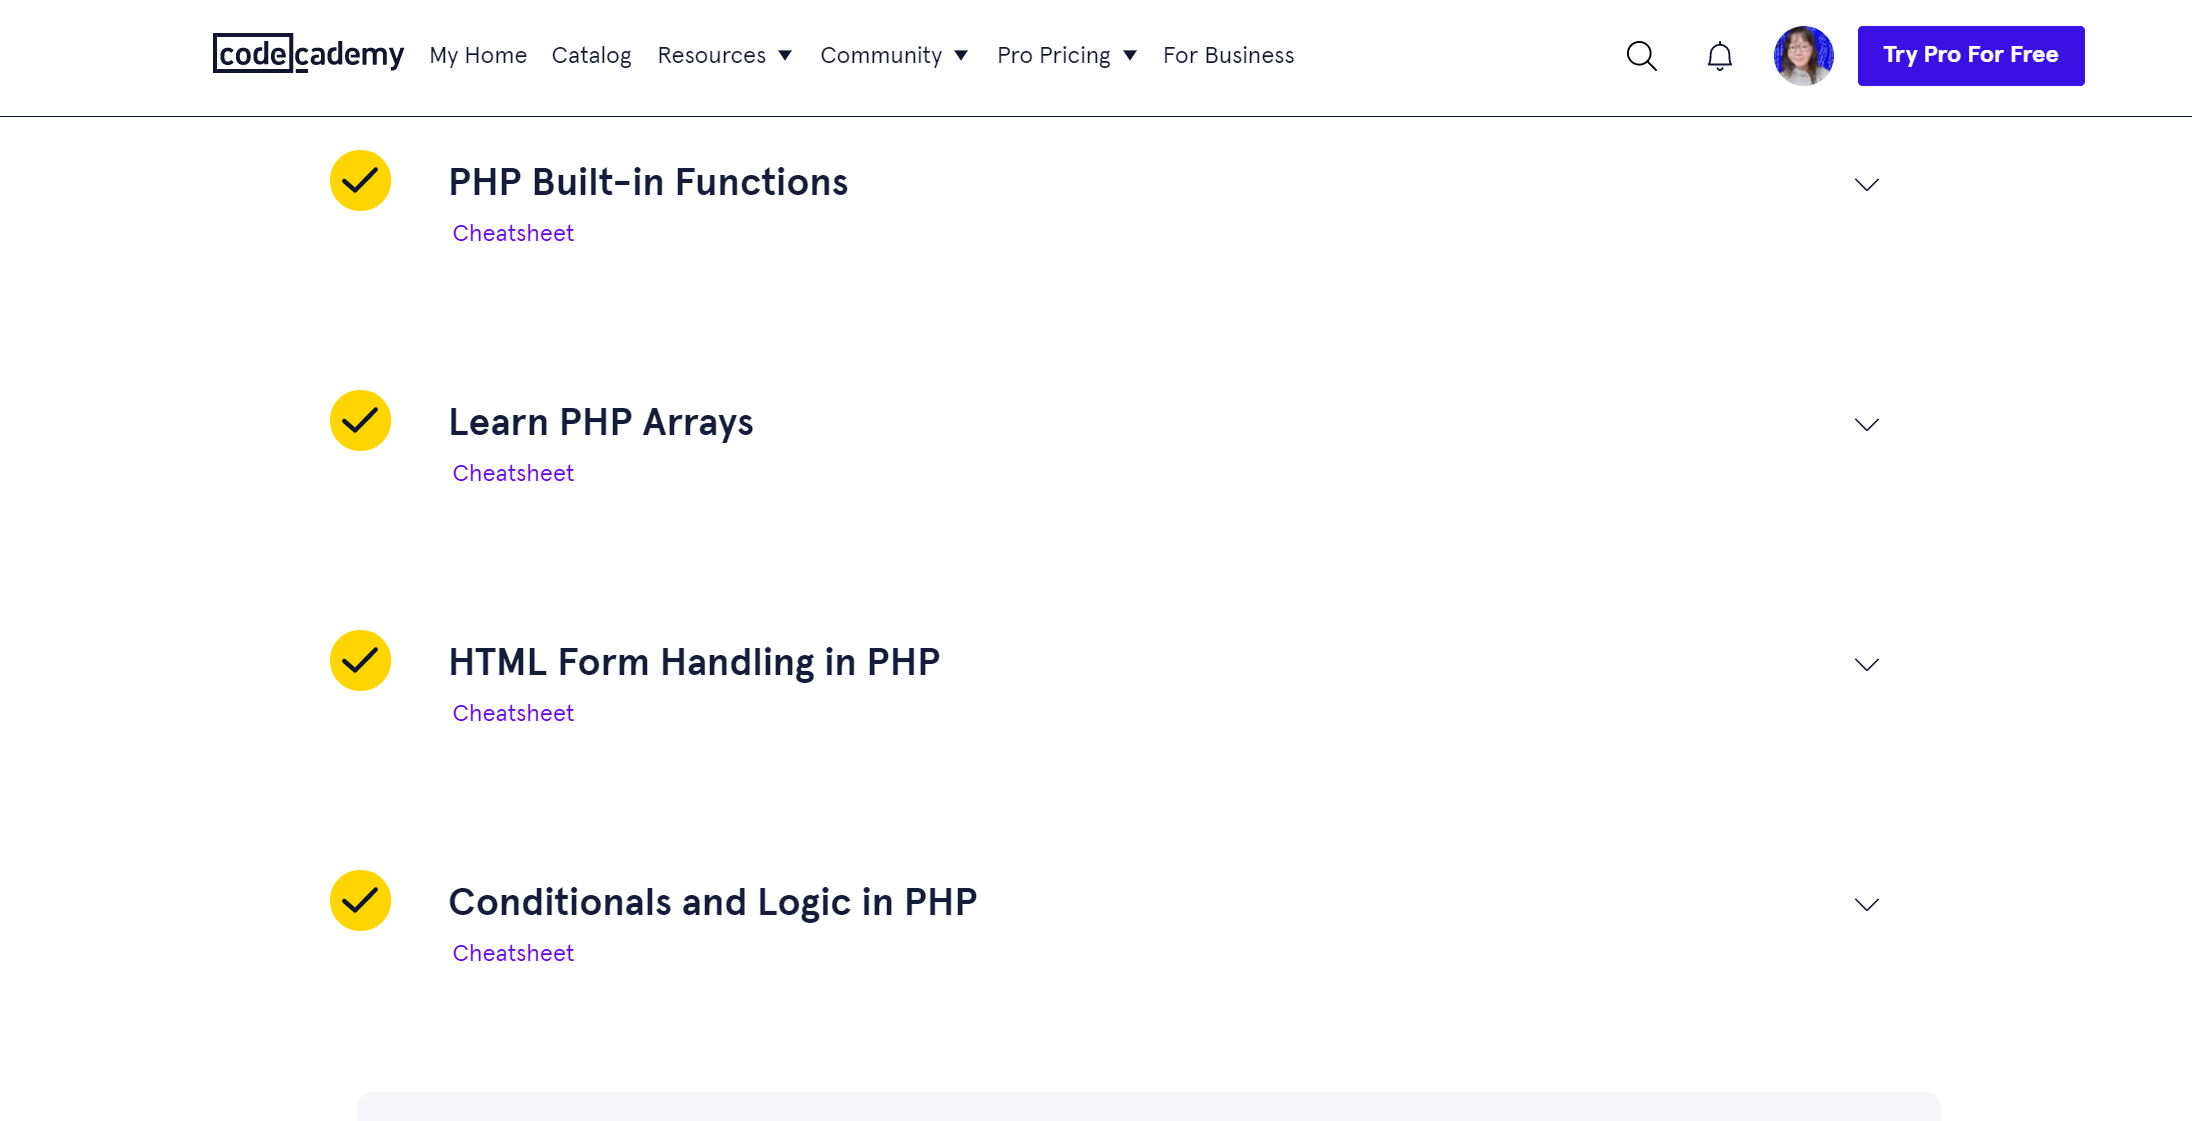 codecademy My Home Catalog Resources Community Pro Pricing For Business Try Pro For Free
PHP Built-in Functions
Cheatsheet
Learn PHP Arrays
Cheatsheet
HTML Form Handling in PHP
Cheatsheet
Conditionals and Logic in PHP
Cheatsheet